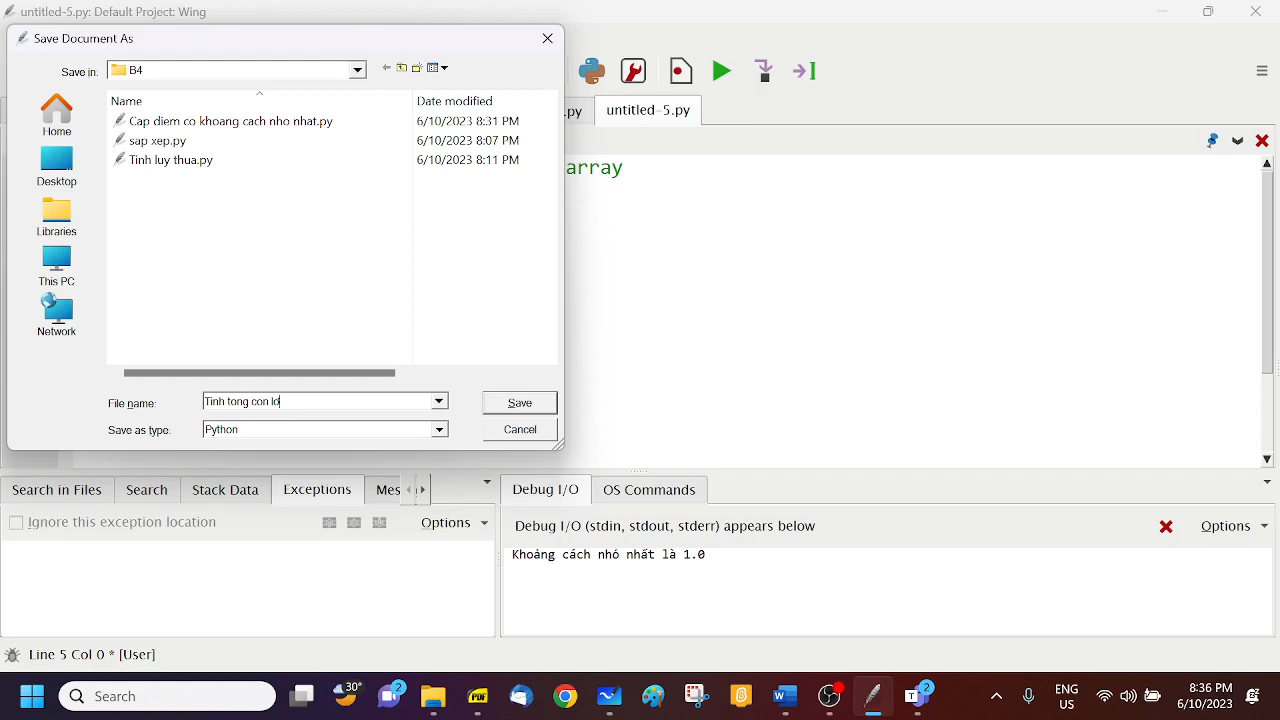 untitled-5.py: Default Project: Wing
Save Document As
Save in:
B4
Home
Desktop
Libraries
This PC
Network
Name
Date modified
Cap diem co khoang cach nho nhat.py
6/10/2023 8:31 PM
sap xep.py
6/10/2023 8:07 PM
Tinh luy thua.py
6/10/2023 8:11 PM
File name:
Tinh tong con lo
Save
Save as type:
Python
Cancel
.py
untitled-5.py
array
Search in Files
Search
Stack Data
Exceptions
Mes
Debug I/O
OS Commands
Ignore this exception location
Options
Debug I/O (stdin, stdout, stderr) appears below
Options
Khoảng cách nhỏ nhất là 1.0
Line 5 Col 0 * [User]
Search
30°
2
PDF
2
ENG
US
8:36 PM
6/10/2023